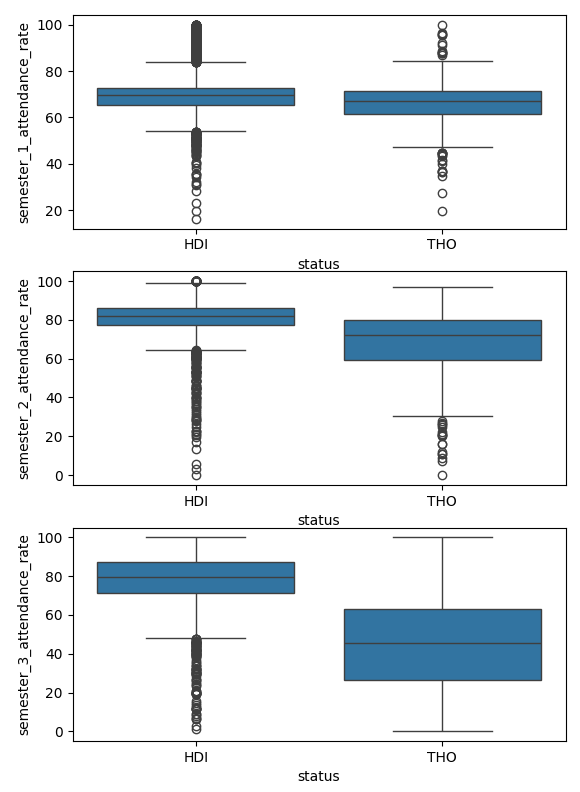 semester_1_attendance_rate
100
80
60
40
20
HDI THO
status
semester_2_attendance_rate
100
80
60
40
20
0
HDI THO
status
semester_3_attendance_rate
100
80
60
40
20
0
HDI THO
status